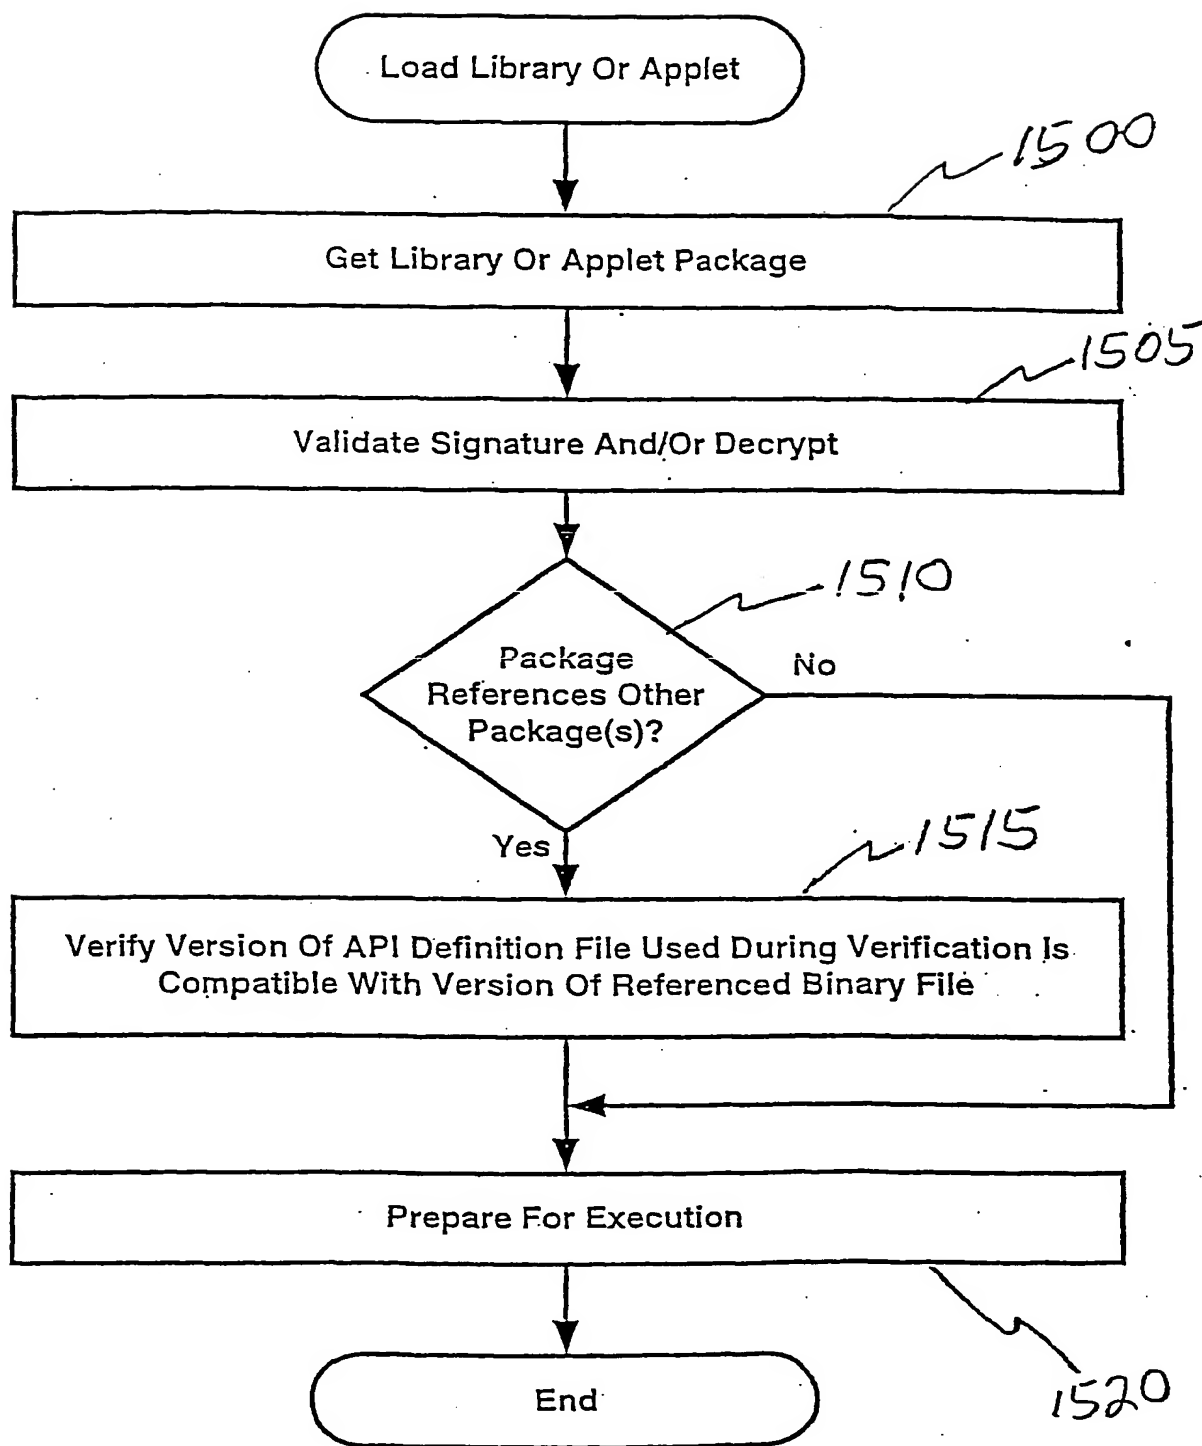 Load Library Or Applet
1500
Get Library Or Applet Package
1505
Validate Signature And/Or Decrypt
1510
Package
References Other
Package(s)?
No
Yes
1515
Verify Version Of API Definition File Used During Verification Is
Compatible With Version Of Referenced Binary File
Prepare For Execution
End
1520